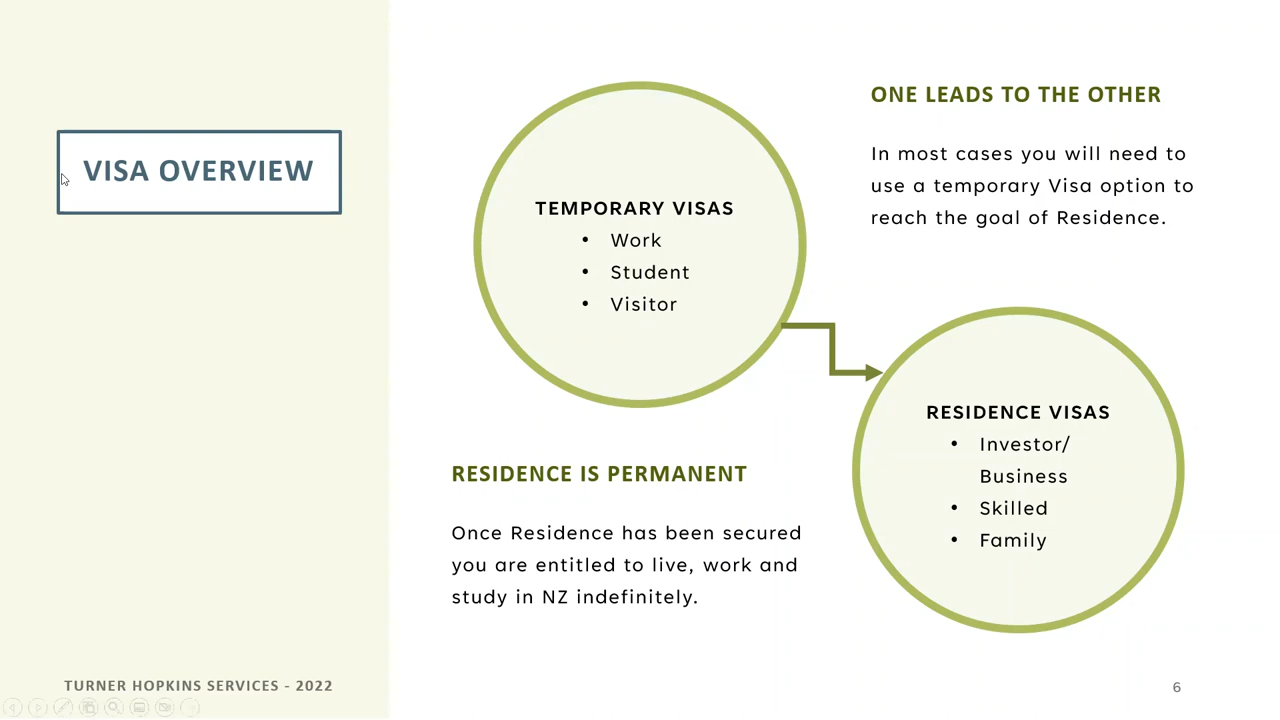 VISA OVERVIEW
TEMPORARY VISAS
• Work
• Student
• Visitor
ONE LEADS TO THE OTHER
In most cases you will need to
use a temporary Visa option to
reach the goal of Residence.
RESIDENCE IS PERMANENT
Once Residence has been secured
you are entitled to live, work and
study in NZ indefinitely.
RESIDENCE VISAS
• Investor/
Business
• Skilled
• Family
TURNER HOPKINS SERVICES - 2022
6